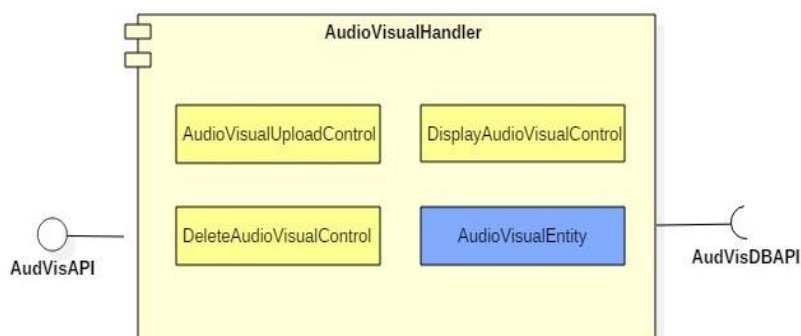 AudioVisualHandler
AudioVisualUploadControl
DisplayAudioVisualControl
DeleteAudioVisualControl
AudioVisualEntity
AudVisAPI
AudVisDBAPI